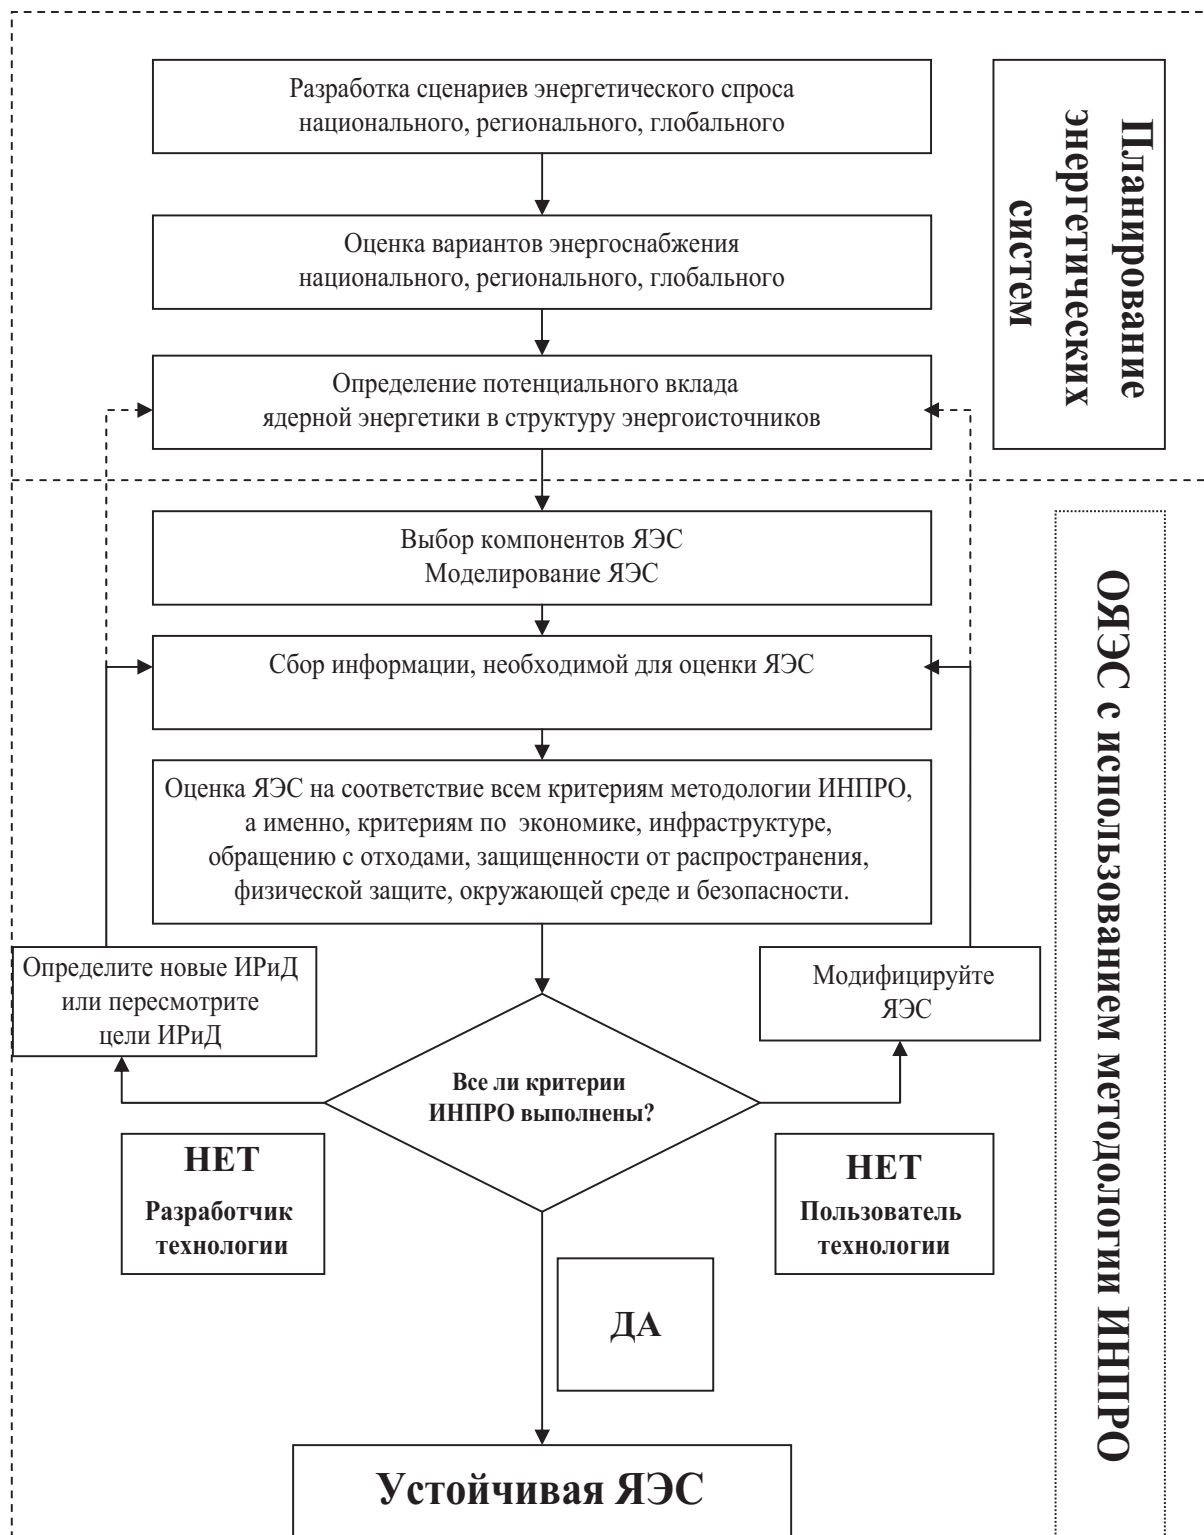 Разработка сценариев энергетического спроса
национального, регионального, глобального
Планирование
энергетических
систем
Оценка вариантов энергоснабжения
национального, регионального, глобального
Определение потенциального вклада
ядерной энергетики в структуру энергоисточников
Выбор компонентов ЯЭС
Моделирование ЯЭС
ОЯЭС с использованием методологии ИНПРО
Сбор информации, необходимой для оценки ЯЭС
Оценка ЯЭС на соответствие всем критериям методологии ИНПРО,
а именно, критериям по экономике, инфраструктуре,
обращению с отходами, защищенности от распространения,
физической защите, окружающей среде и безопасности.
Определите новые ИРиД
или пересмотрите
цели ИРиД
Модифицируйте
ЯЭС
Все ли критерии
ИНПРО выполнены?
НЕТ
Разработчик
технологии
НЕТ
Пользователь
технологии
ДА
Устойчивая ЯЭС